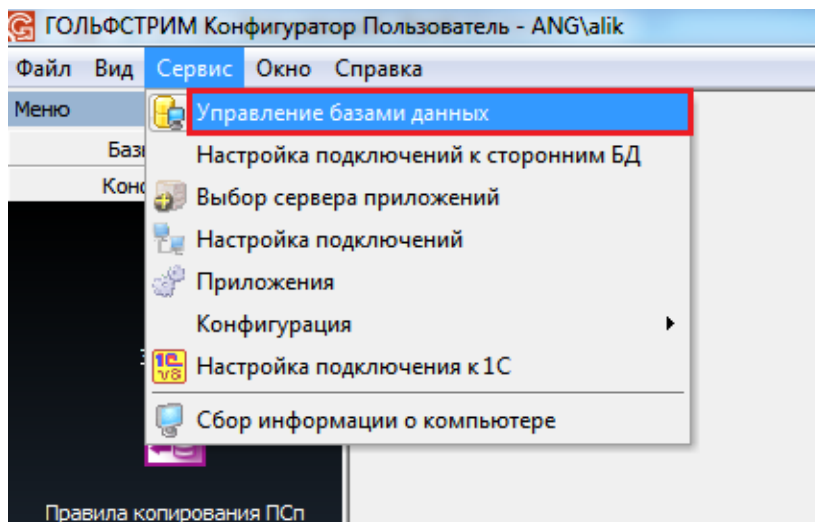 ГОЛЬФСТРИМ Конфигуратор Пользователь - ANG\alik
Файл Вид Сервис Окно Справка
Меню
Управление базами данных
Настройка подключений к сторонним БД
Выбор сервера приложений
Настройка подключений
Приложения
Конфигурация
Настройка подключения к 1С
Сбор информации о компьютере
Правила копирования ПСп